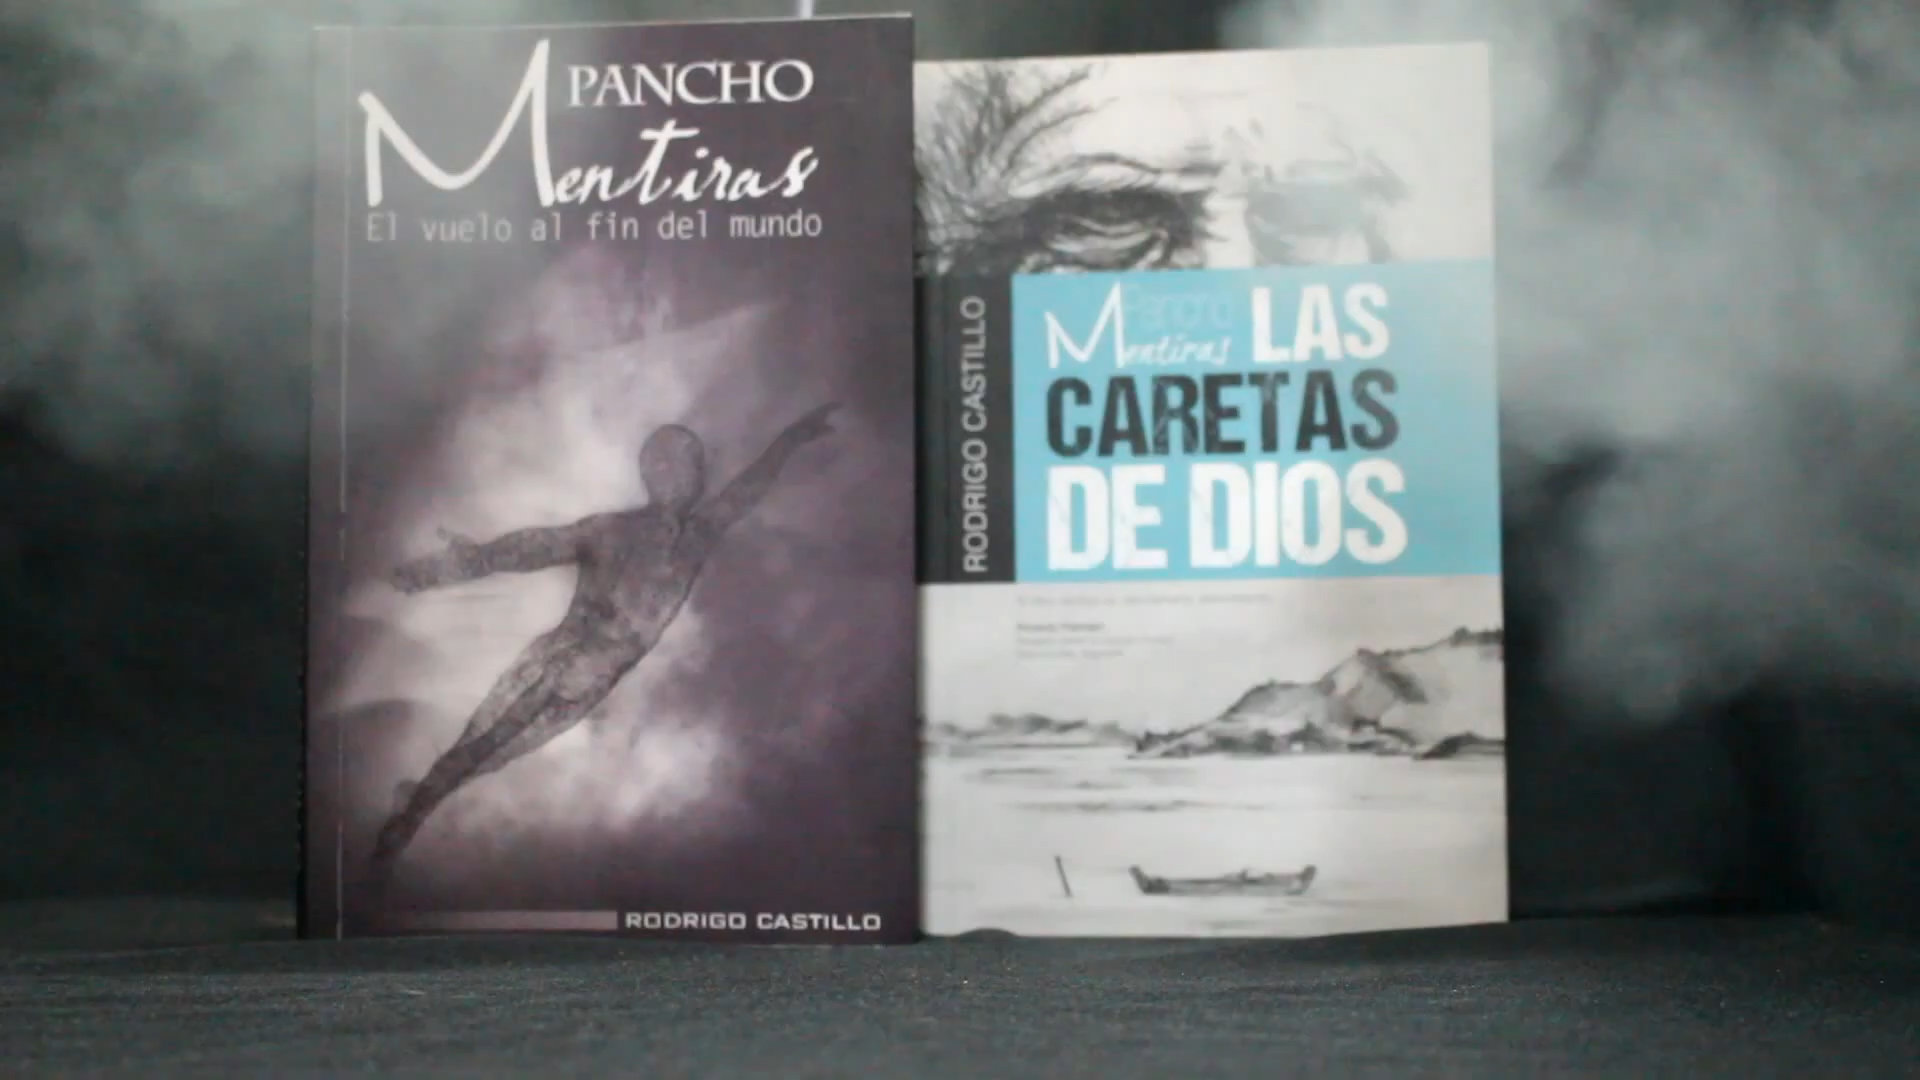 PANCHO
Mentiras
El vuelo al fin del mundo
RODRIGO CASTILLO
RODRIGO CASTILLO
Pancho
Mentiras
LAS
CARETAS
DE DIOS